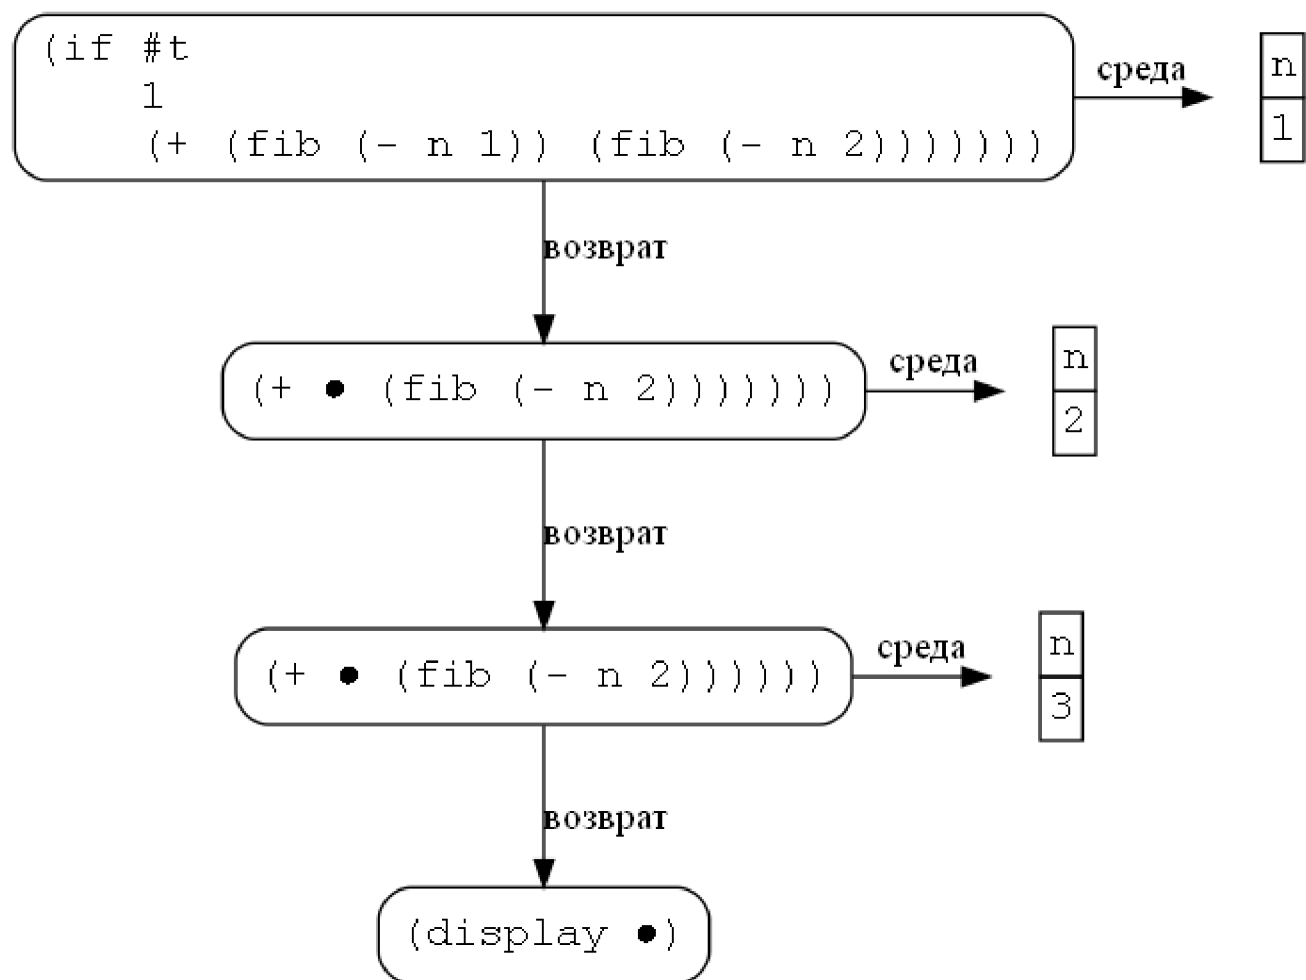 (if #t
1
(+ (fib (- n 1)) (fib (- n 2)))))))
среда
n
1
возврат
(+ ● (fib (- n 2)))))))
среда
n
2
возврат
(+ ● (fib (- n 2))))))
среда
n
3
возврат
(display ●)